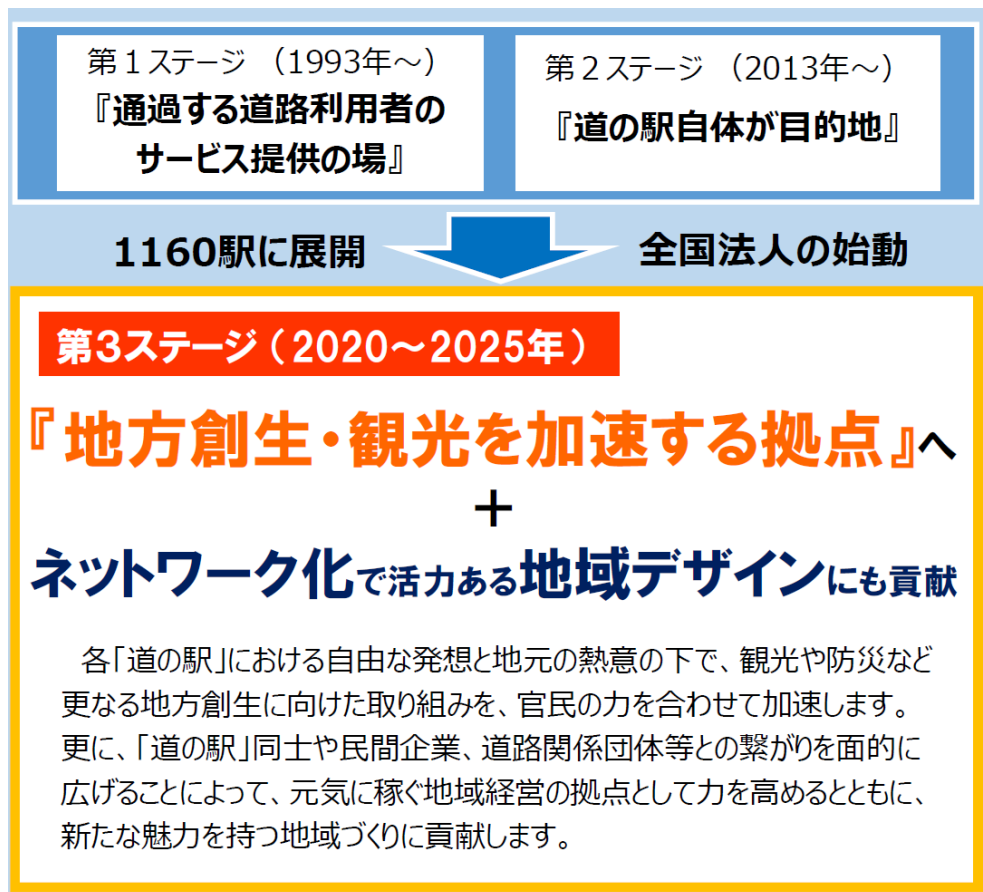 第1ステージ （1993年～）
『通過する道路利用者の
サービス提供の場』
第2ステージ （2013年～）
『道の駅自体が目的地』
1160駅に展開
全国法人の始動
第3ステージ（2020～2025年）
『地方創生・観光を加速する拠点』へ
＋
ネットワーク化で活力ある地域デザインにも貢献
各「道の駅」における自由な発想と地元の熱意の下で、観光や防災など
更なる地方創生に向けた取り組みを、官民の力を合わせて加速します。
更に、「道の駅」同士や民間企業、道路関係団体等との繋がりを面的に
広げることによって、元気に稼ぐ地域経営の拠点として力を高めるとともに、
新たな魅力を持つ地域づくりに貢献します。